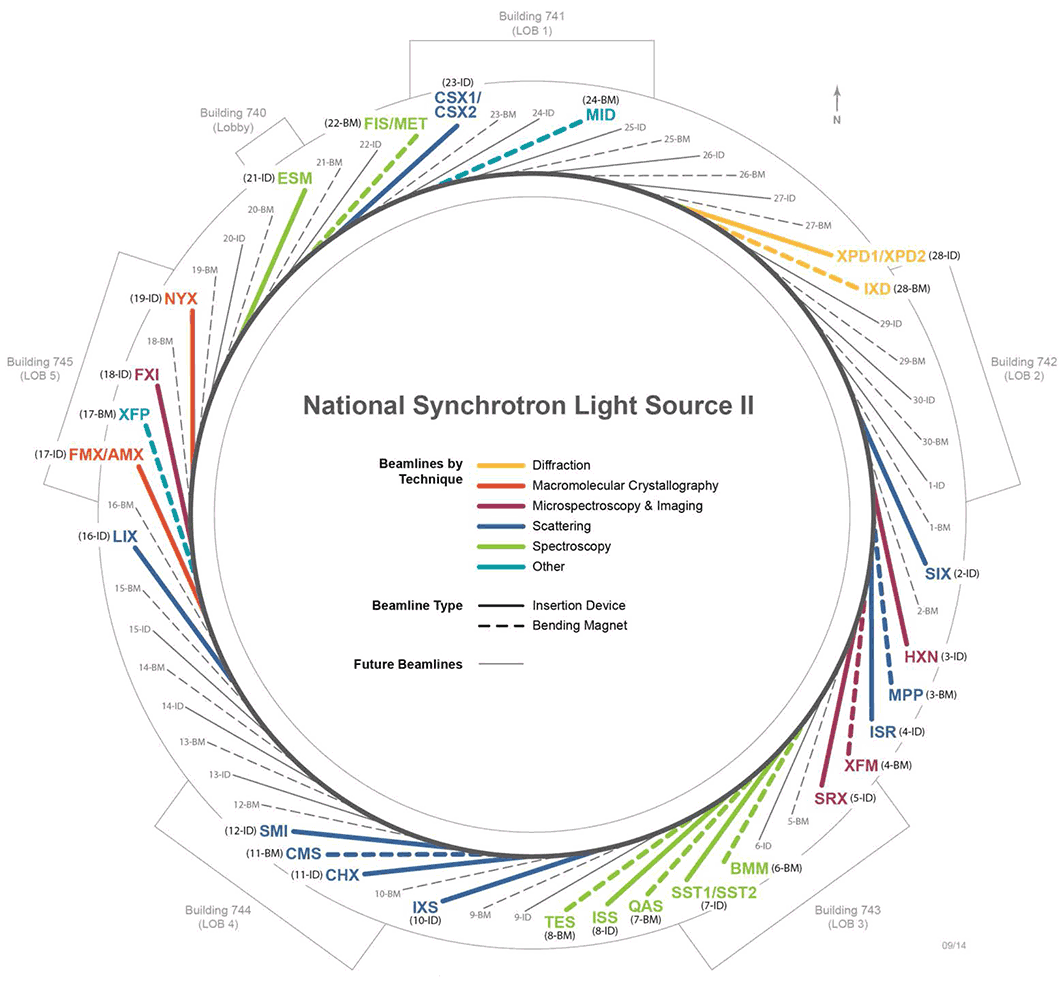 Building 741
(LOB 1)
(23-ID)
CSX1/
CSX2
23-BM
24-ID
(24-BM)
MID
25-ID
25-BM
26-ID
26-BM
27-ID
27-BM
N
XPD1/XPD2 (28-ID)
IXD (28-BM)
29-ID
29-BM
30-ID
30-BM
1-ID
1-BM
Building 742
(LOB 2)
SIX (2-ID)
2-BM
HXN (3-ID)
MPP (3-BM)
ISR (4-ID)
XFM (4-BM)
SRX (5-ID)
5-BM
6-ID
BMM (6-BM)
SST1/SST2
(7-ID)
QAS
(7-BM)
ISS
(8-ID)
TES
(8-BM)
Building 743
(LOB 3)
09/14
9-ID
9-BM
IXS
(10-ID)
10-BM
(11-ID) CHX
(11-BM) CMS
(12-ID) SMI
Building 744
(LOB 4)
12-BM
13-ID
13-BM
14-ID
14-BM
15-ID
15-BM
(16-ID) LIX
16-BM
(17-ID) FMX/AMX
(17-BM) XFP
(18-ID) FXI
18-BM
Building 745
(LOB 5)
(19-ID) NYX
19-BM
20-ID
20-BM
(21-ID) ESM
Building 740
(Lobby)
21-BM
22-ID
(22-BM) FIS/MET
National Synchrotron Light Source II
Beamlines by
Technique
Diffraction
Macromolecular Crystallography
Microspectroscopy & Imaging
Scattering
Spectroscopy
Other
Beamline Type
Insertion Device
Bending Magnet
Future Beamlines